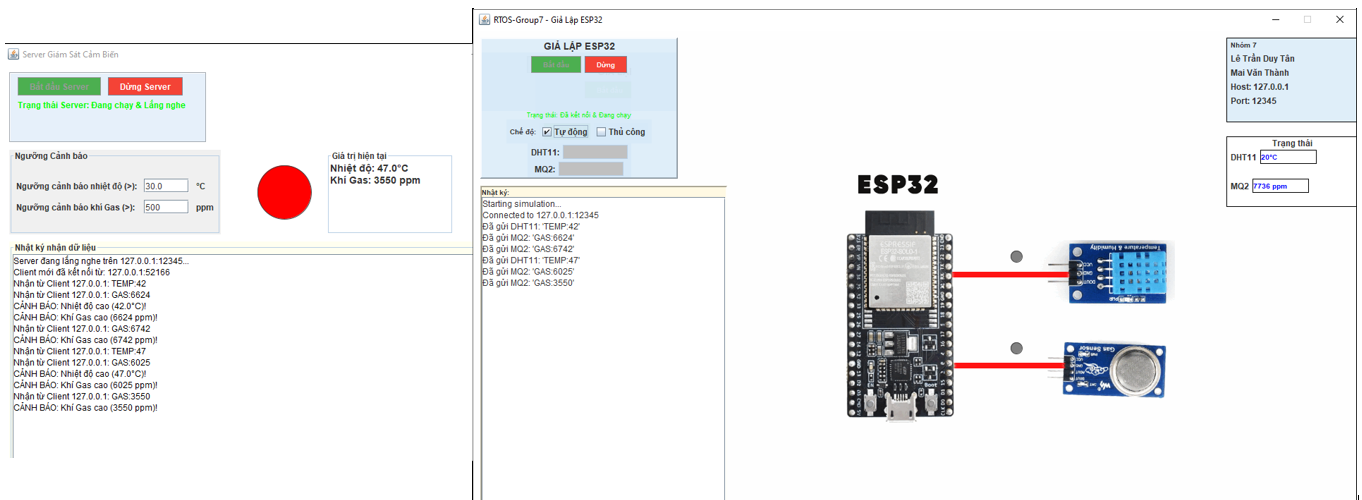 Server Giám Sát Cảm Biến
Bắt đầu Server
Dừng Server
Trạng thái Server: Đang chạy & Lắng nghe
Ngưỡng Cảnh báo
Ngưỡng cảnh báo nhiệt độ (>): 30.0 °C
Ngưỡng cảnh báo khí Gas (>): 500 ppm
Giá trị hiện tại
Nhiệt độ: 47.0°C
Khí Gas: 3550 ppm
Nhật ký nhận dữ liệu
Server đang lắng nghe trên 127.0.0.1:12345...
Client mới đã kết nối từ: 127.0.0.1:52166
Nhận từ Client 127.0.0.1: TEMP:42
Nhận từ Client 127.0.0.1: GAS:6624
CẢNH BÁO: Nhiệt độ cao (42.0°C)!
CẢNH BÁO: Khí Gas cao (6624 ppm)!
Nhận từ Client 127.0.0.1: GAS:6742
CẢNH BÁO: Khí Gas cao (6742 ppm)!
Nhận từ Client 127.0.0.1: TEMP:47
Nhận từ Client 127.0.0.1: GAS:6025
CẢNH BÁO: Nhiệt độ cao (47.0°C)!
CẢNH BÁO: Khí Gas cao (6025 ppm)!
Nhận từ Client 127.0.0.1: GAS:3550
CẢNH BÁO: Khí Gas cao (3550 ppm)!
RTOS-Group7 - Giả Lập ESP32
GIẢ LẬP ESP32
Bắt đầu
Dừng
Trạng thái: Đã kết nối & Đang chạy
Chế độ: Tự động Thủ công
DHT11:
MQ2:
Nhật ký:
Starting simulation...
Connected to 127.0.0.1:12345
Đã gửi DHT11: 'TEMP:42'
Đã gửi MQ2: 'GAS:6624'
Đã gửi MQ2: 'GAS:6742'
Đã gửi DHT11: 'TEMP:47'
Đã gửi MQ2: 'GAS:6025'
Đã gửi MQ2: 'GAS:3550'
ESP32
Temperature & Humidity
Gas Sensor
Boot
Nhóm 7
Lê Trần Duy Tân
Mai Văn Thành
Host: 127.0.0.1
Port: 12345
Trạng thái
DHT11 20°C
MQ2 7736 ppm